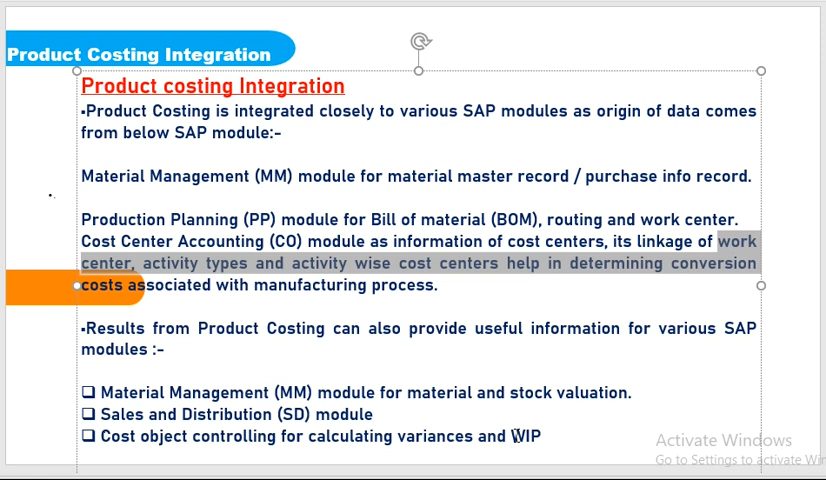 Product Costing Integration
Product costing Integration
▪Product Costing is integrated closely to various SAP modules as origin of data comes
from below SAP module:-
Material Management (MM) module for material master record / purchase info record.
Production Planning (PP) module for Bill of material (BOM), routing and work center.
Cost Center Accounting (CO) module as information of cost centers, its linkage of work
center, activity types and activity wise cost centers help in determining conversion
costs associated with manufacturing process.
▪Results from Product Costing can also provide useful information for various SAP
modules :-
❑ Material Management (MM) module for material and stock valuation.
❑ Sales and Distribution (SD) module
❑ Cost object controlling for calculating variances and WIP
Activate Windows
Go to Settings to activate Win